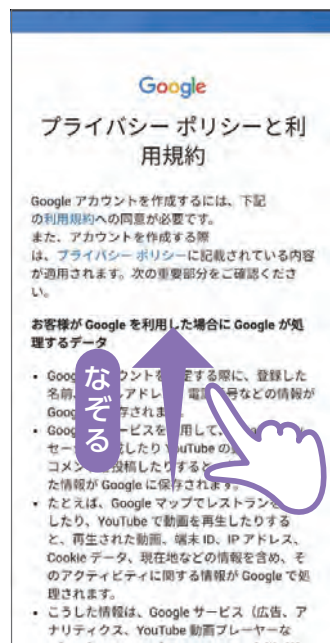 Google
プライバシー ポリシーと利
用規約
Google アカウントを作成するには、下記
の利用規約への同意が必要です。
また、アカウントを作成する際
は、プライバシー ポリシーに記載されている内容
が適用されます。次の重要部分をご確認くださ
い。
お客様が Google を利用した場合に Google が処
理するデータ
• Goog ウントを 定する際に、登録した
名前、 ルアドレ 電話 号などの情報が
Goog 存されま
• Goog ービスを 用して、
セー 成したり YouTube の
コメン 投稿したりすると
た情報が Google に保存されます。
• たとえば、Google マップでレストランを
したり、YouTube で動画を再生したりする
と、再生された動画、端末 ID、IP アドレス、
Cookie データ、現在地などの情報を含め、そ
のアクティビティに関する情報が Google で処
理されます。
• こうした情報は、Google サービス（広告、ア
ナリティクス、YouTube 動画プレーヤーな
なぞる